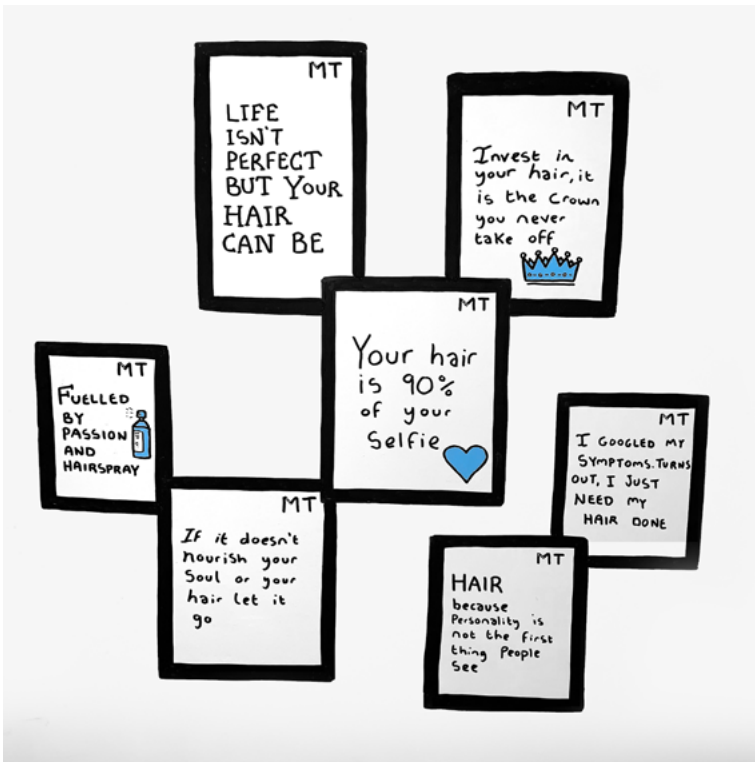 MT
LIFE
ISN'T
PERFECT
BUT YOUR
HAIR
CAN BE
MT
Invest in
your hair, it
is the crown
you never
take off
MT
Your hair
is 90%
of your
Selfie
MT
FUELLED
BY
PASSION
AND
HAIRSPRAY
MT
I GOOGLED MY
SYMPTOMS. TURNS
OUT, I JUST
NEED MY
HAIR DONE
MT
If it doesn't
nourish your
Soul or your
hair let it
go
MT
HAIR
because
Personality is
not the first
thing People
See